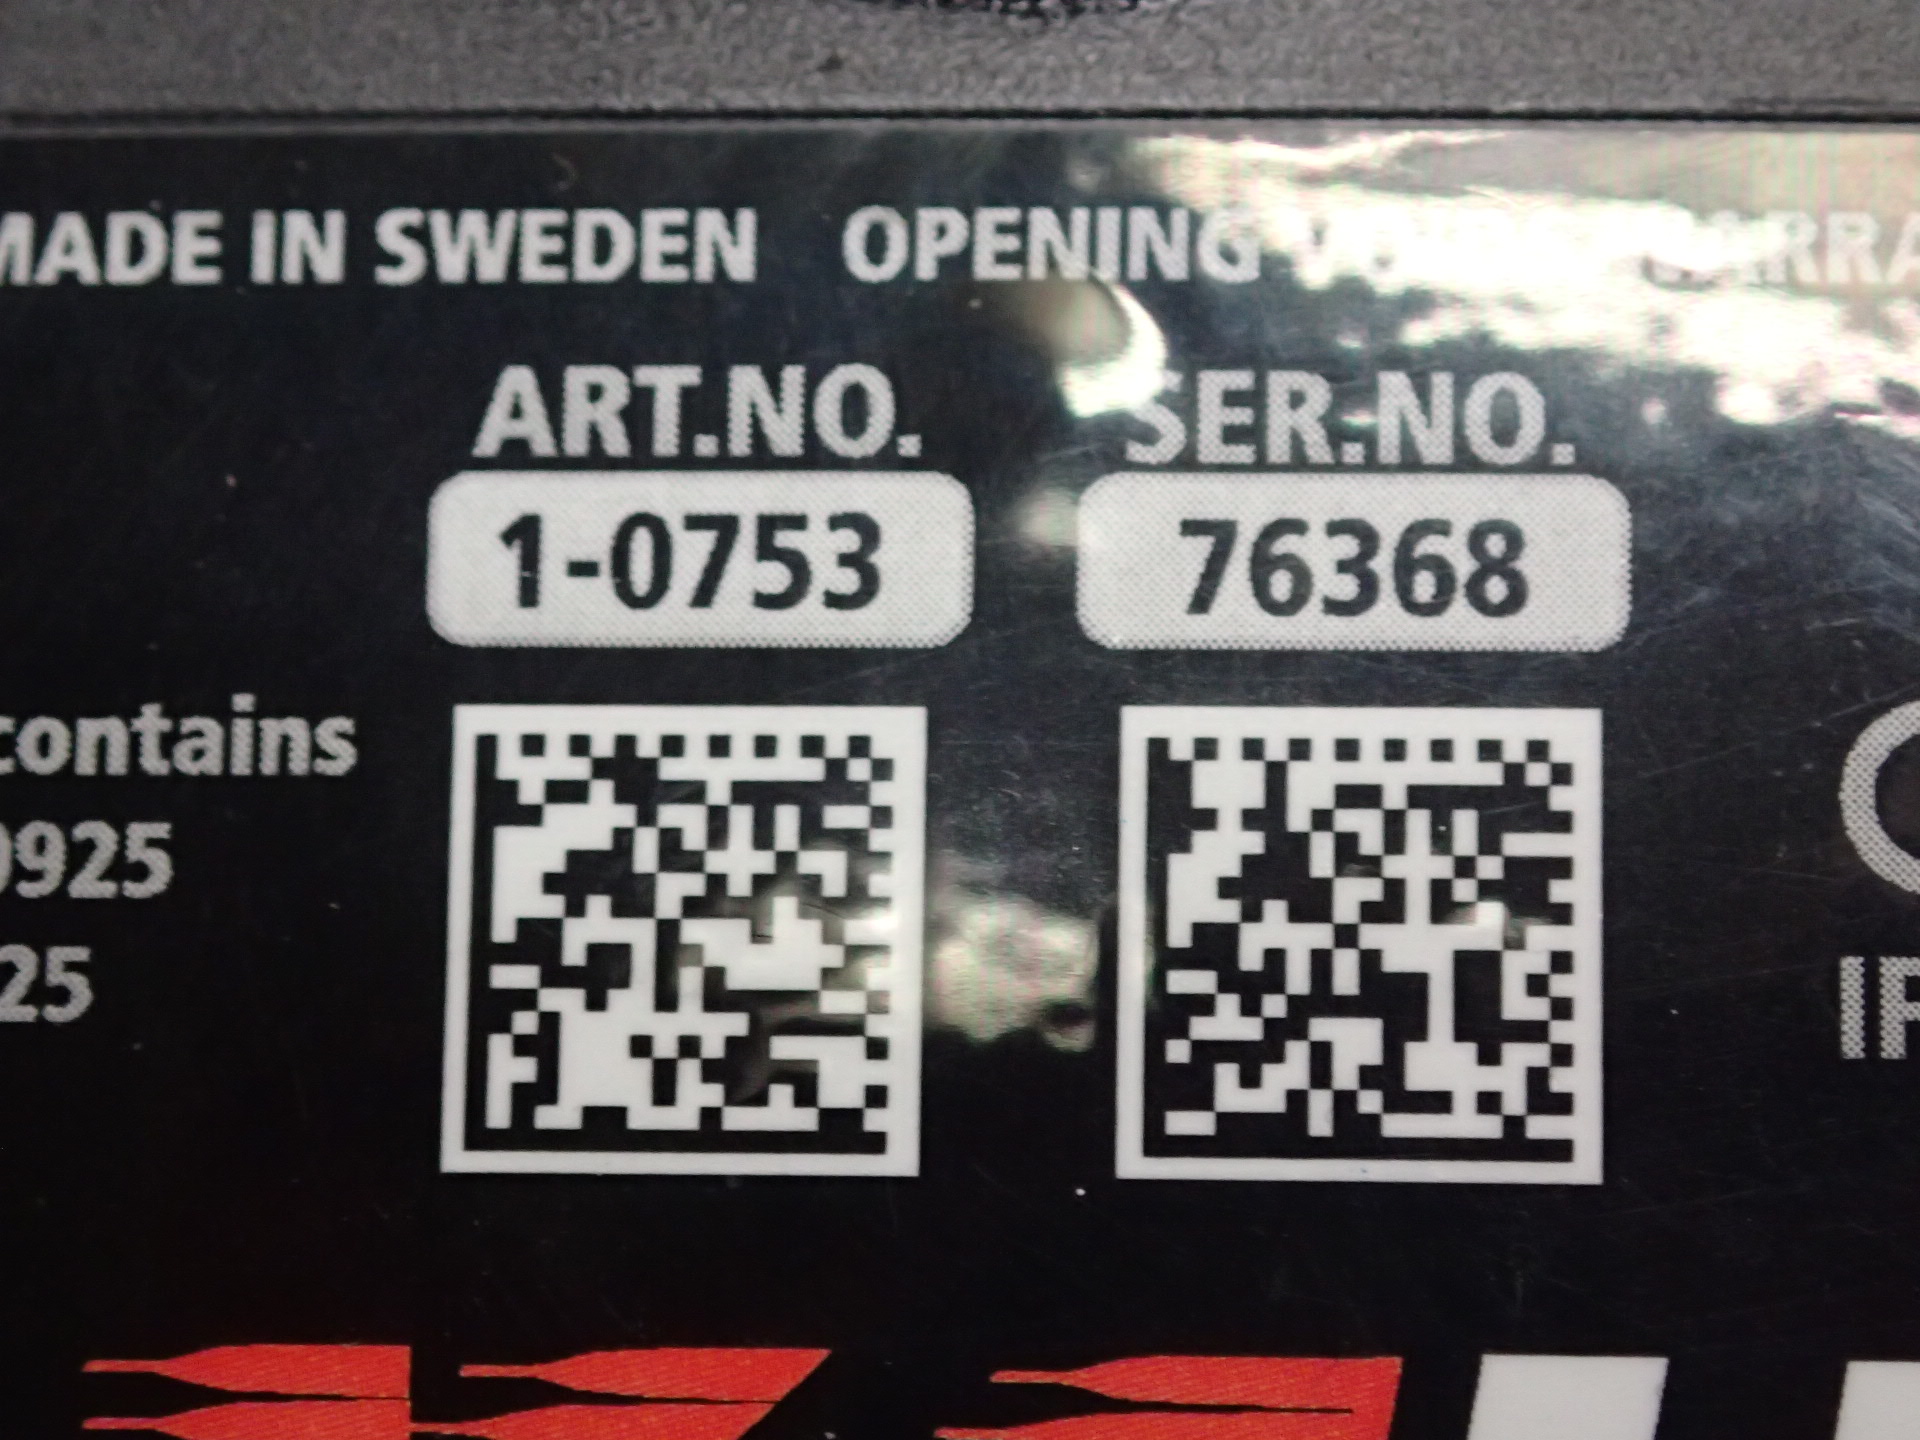 MADE IN SWEDEN OPENING
ART.NO. SER.NO.
1-0753 76368
contains
0925
25